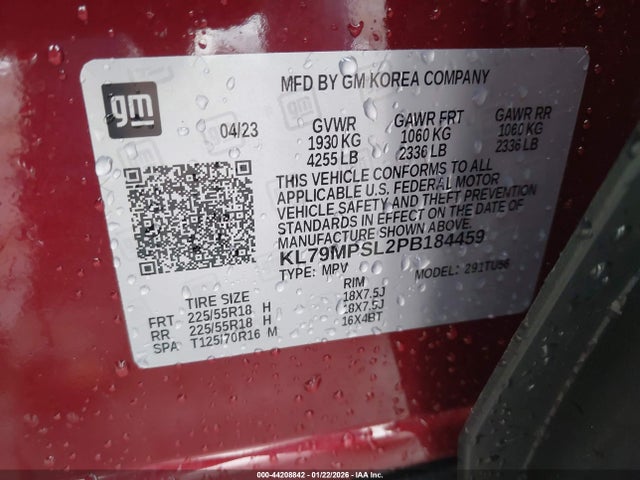 gm
MFD BY GM KOREA COMPANY
04/23
GVWR GAWR FRT GAWR RR
1930 KG 1060 KG 1060 KG
4255 LB 2336 LB 2336 LB
THIS VEHICLE CONFORMS TO ALL
APPLICABLE U.S. FEDERAL MOTOR
VEHICLE SAFETY AND THEFT PREVENTION
STANDARDS IN EFFECT ON THE DATE OF
MANUFACTURE SHOWN ABOVE.
KL79MPSL2PB184459
TYPE: MPV MODEL: 291TU56
TIRE SIZE RIM
FRT 225/55R18 H 18X7.5J
RR 225/55R18 H 18X7.5J
SPA T125/70R16 M 16X4BT
000-44208842 - 01/22/2026 - IAA Inc.